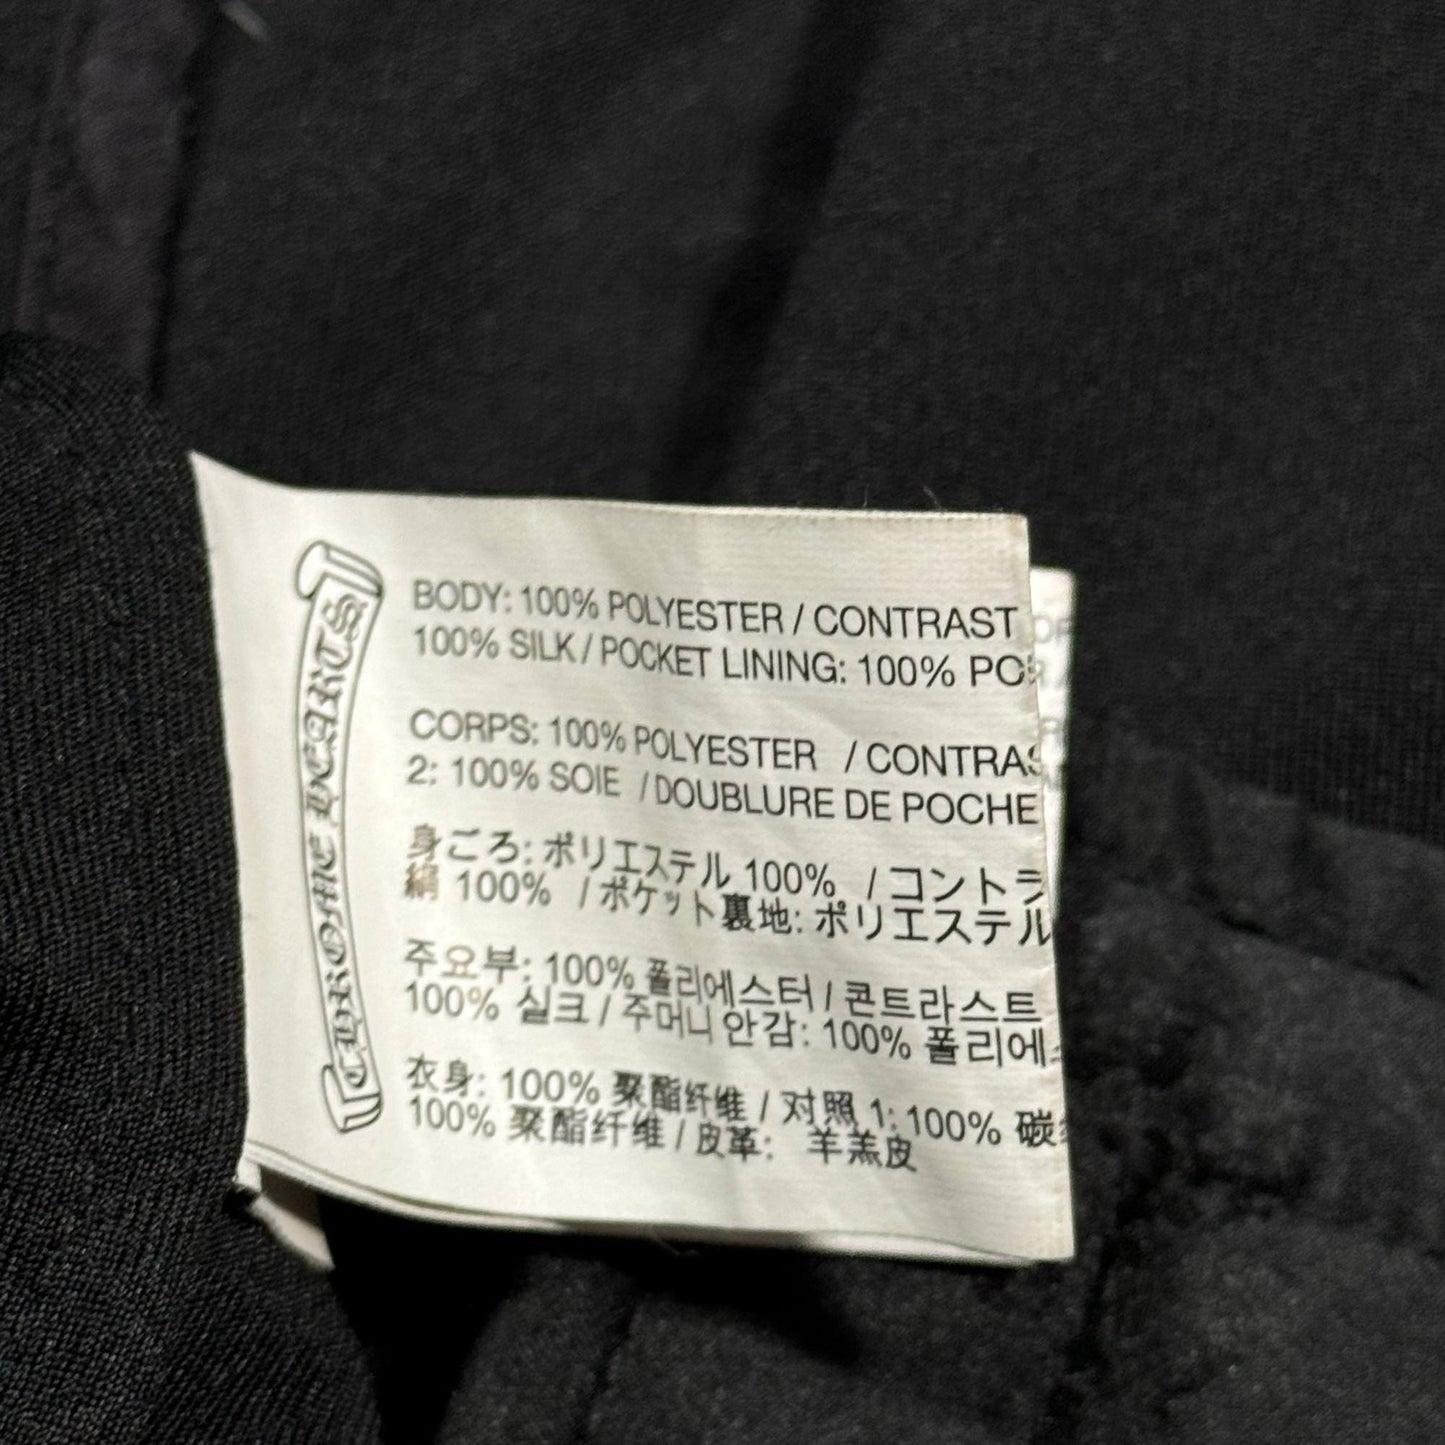 CHROME HEARTS
BODY: 100% POLYESTER / CONTRAST
100% SILK / POCKET LINING: 100% PO
CORPS: 100% POLYESTER / CONTRAS
2: 100% SOIE / DOUBLURE DE POCHE
身ごろ: ポリエステル 100% / コントラ
絹 100% / ポケット裏地: ポリエステル
주요부: 100% 폴리에스터 / 콘트라스트
100% 실크 / 주머니 안감: 100% 폴리에
衣身: 100% 聚酯纤维 / 对照 1: 100% 碳
100% 聚酯纤维 / 皮革: 羊羔皮